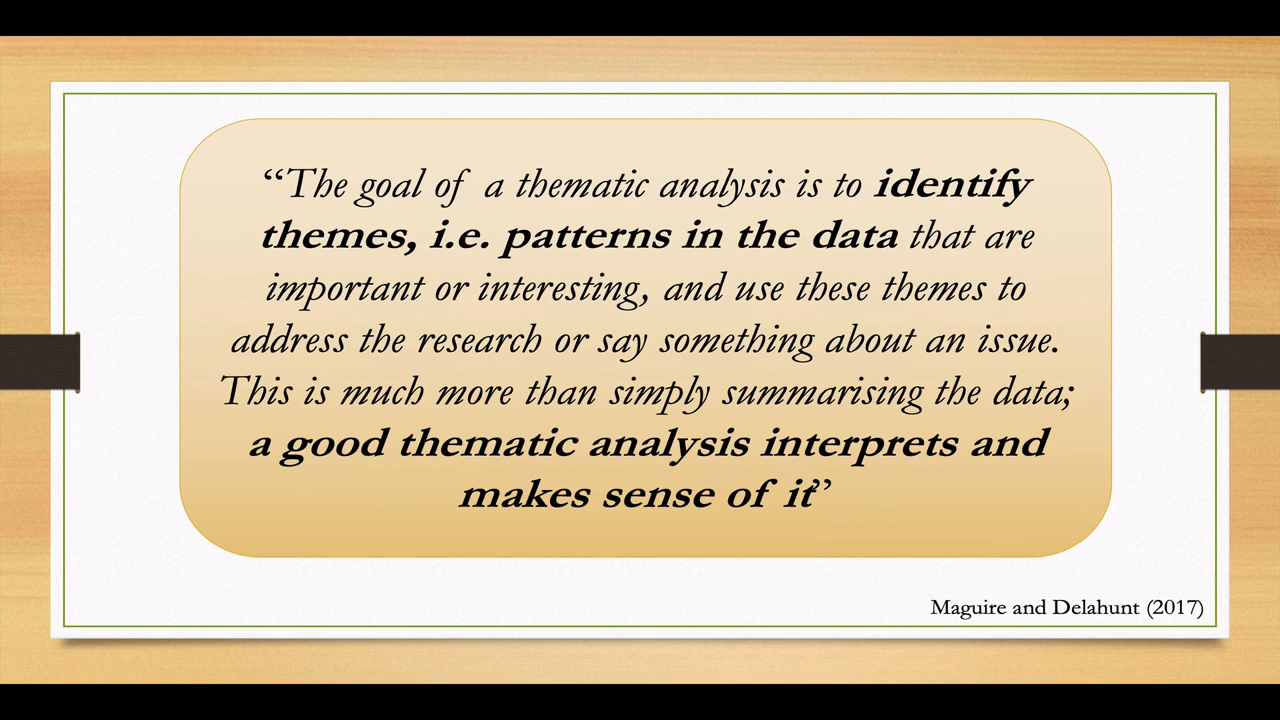 “The goal of a thematic analysis is to identify
themes, i.e. patterns in the data that are
important or interesting, and use these themes to
address the research or say something about an issue.
This is much more than simply summarising the data;
a good thematic analysis interprets and
makes sense of it”
Maguire and Delahunt (2017)